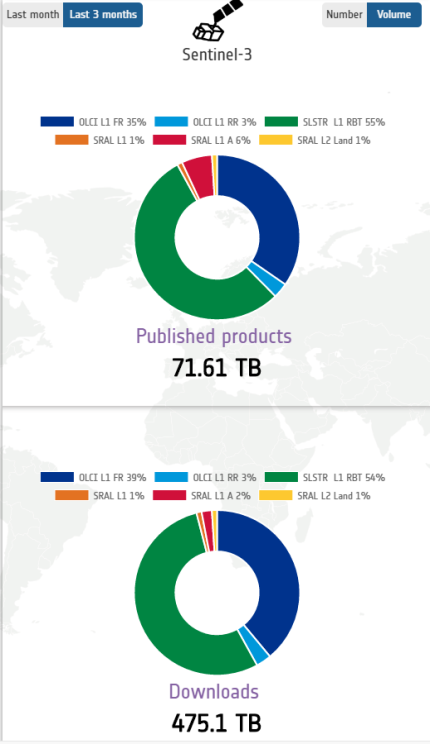 Last month Last 3 months Number Volume
Sentinel-3
OLCI L1 FR 35% OLCI L1 RR 3% SLSTR L1 RBT 55%
SRAL L1 1% SRAL L1 A 6% SRAL L2 Land 1%
Published products
71.61 TB
OLCI L1 FR 39% OLCI L1 RR 3% SLSTR L1 RBT 54%
SRAL L1 1% SRAL L1 A 2% SRAL L2 Land 1%
Downloads
475.1 TB